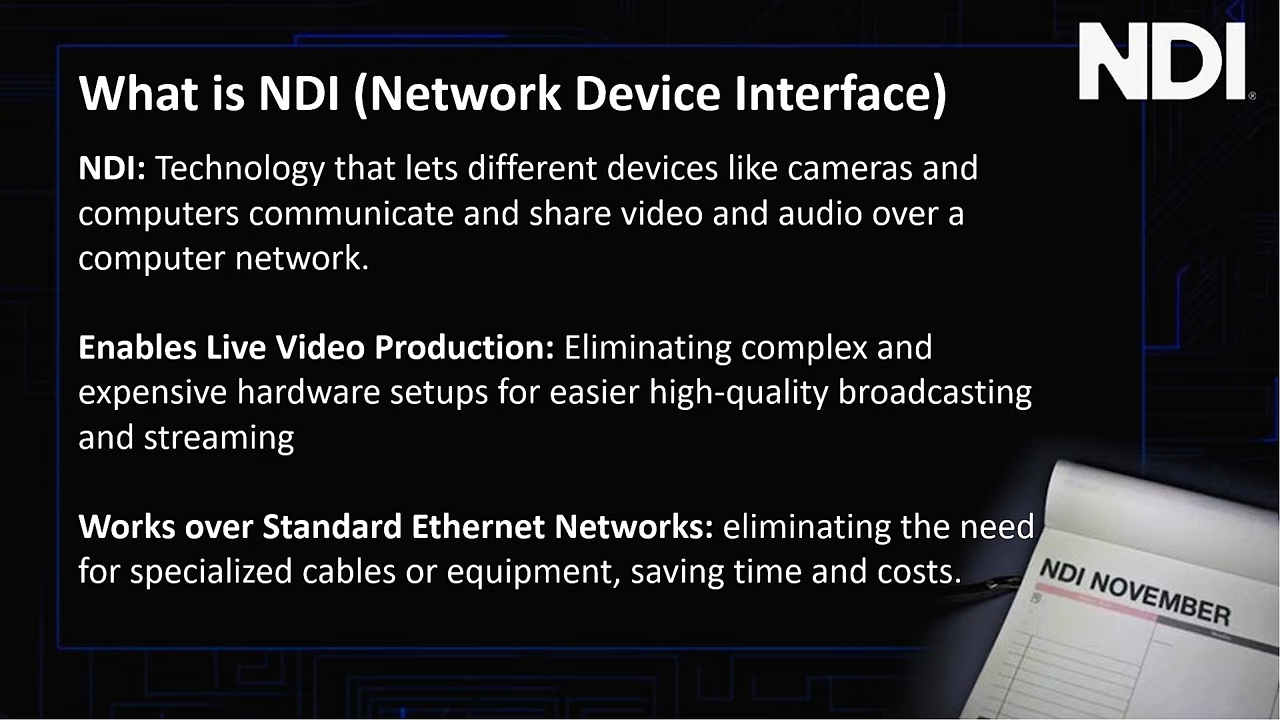 NDI®
What is NDI (Network Device Interface)
NDI: Technology that lets different devices like cameras and
computers communicate and share video and audio over a
computer network.
Enables Live Video Production: Eliminating complex and
expensive hardware setups for easier high-quality broadcasting
and streaming
Works over Standard Ethernet Networks: eliminating the need
for specialized cables or equipment, saving time and costs.
NDI NOVEMBER